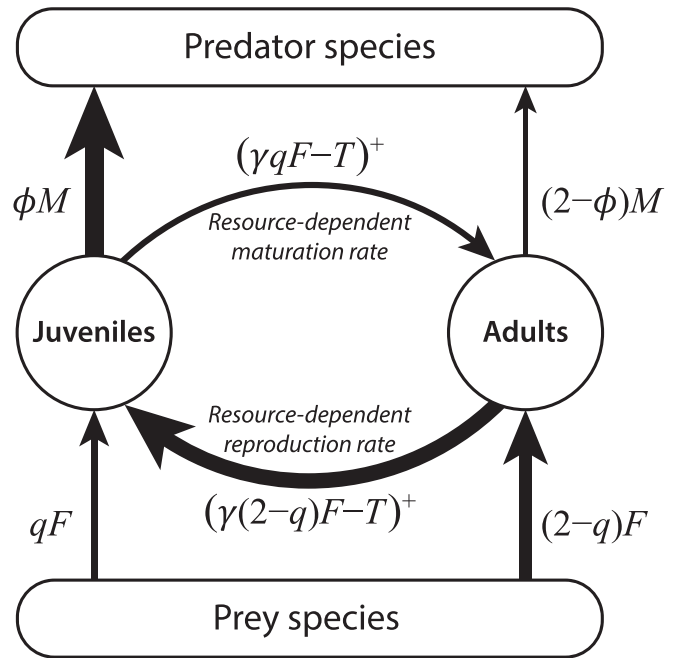 Predator species
(γqF−T)⁺
ϕM
(2−ϕ)M
Resource-dependent
maturation rate
Juveniles
Adults
Resource-dependent
reproduction rate
(γ(2−q)F−T)⁺
qF
(2−q)F
Prey species